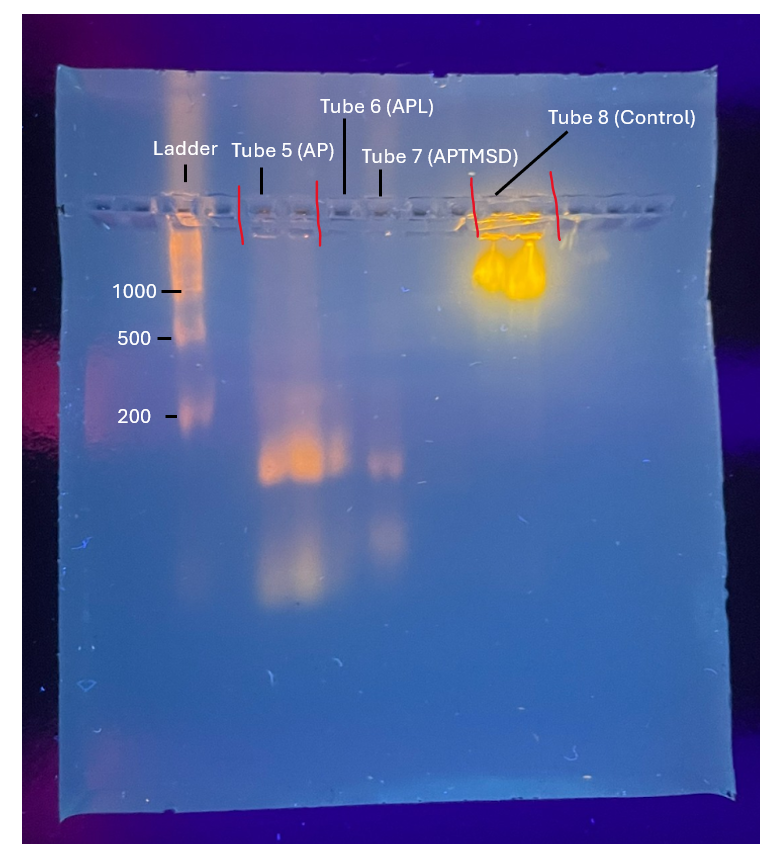 Tube 6 (APL)
Tube 8 (Control)
Ladder
Tube 5 (AP)
Tube 7 (APTMSD)
1000
500
200